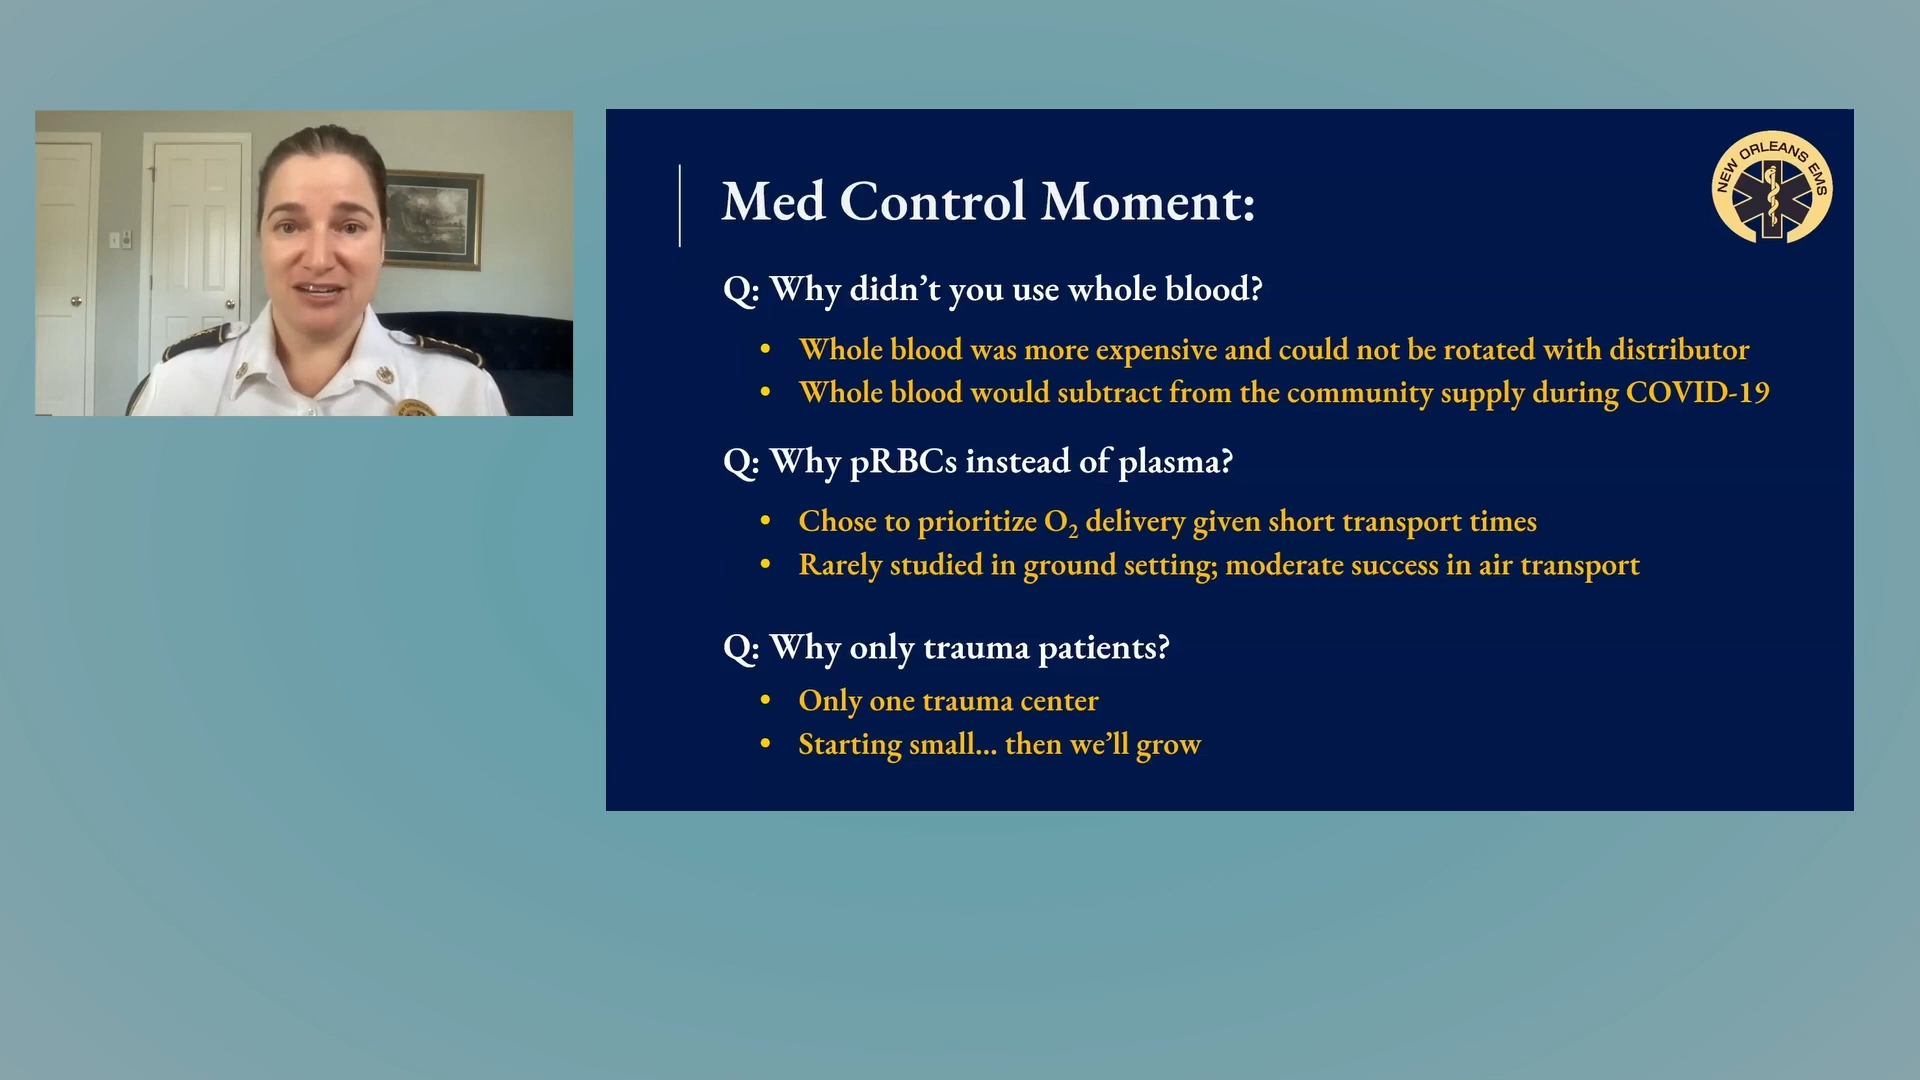 Med Control Moment:
NEW ORLEANS EMS
Q: Why didn’t you use whole blood?
• Whole blood was more expensive and could not be rotated with distributor
• Whole blood would subtract from the community supply during COVID-19
Q: Why pRBCs instead of plasma?
• Chose to prioritize O₂ delivery given short transport times
• Rarely studied in ground setting; moderate success in air transport
Q: Why only trauma patients?
• Only one trauma center
• Starting small... then we’ll grow